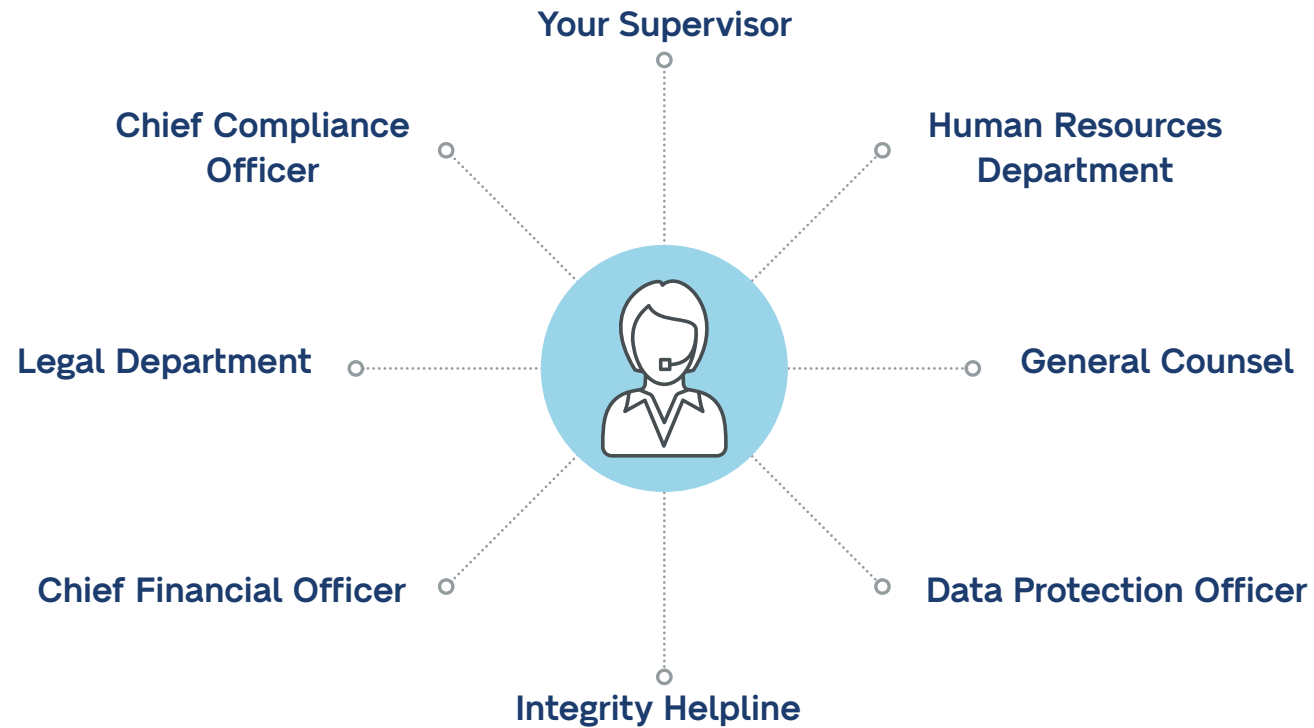 Your Supervisor
Chief Compliance
Officer
Human Resources
Department
Legal Department
General Counsel
Chief Financial Officer
Data Protection Officer
Integrity Helpline